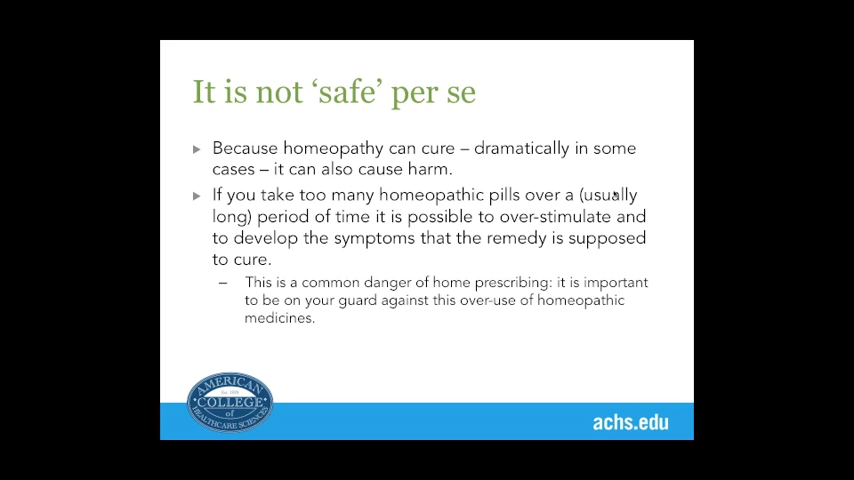 It is not ‘safe’ per se
Because homeopathy can cure – dramatically in some
cases – it can also cause harm.
If you take too many homeopathic pills over a (usually
long) period of time it is possible to over-stimulate and
to develop the symptoms that the remedy is supposed
to cure.
– This is a common danger of home prescribing: it is important
to be on your guard against this over-use of homeopathic
medicines.
AMERICAN
COLLEGE
of
HEALTHCARE SCIENCES
achs.edu